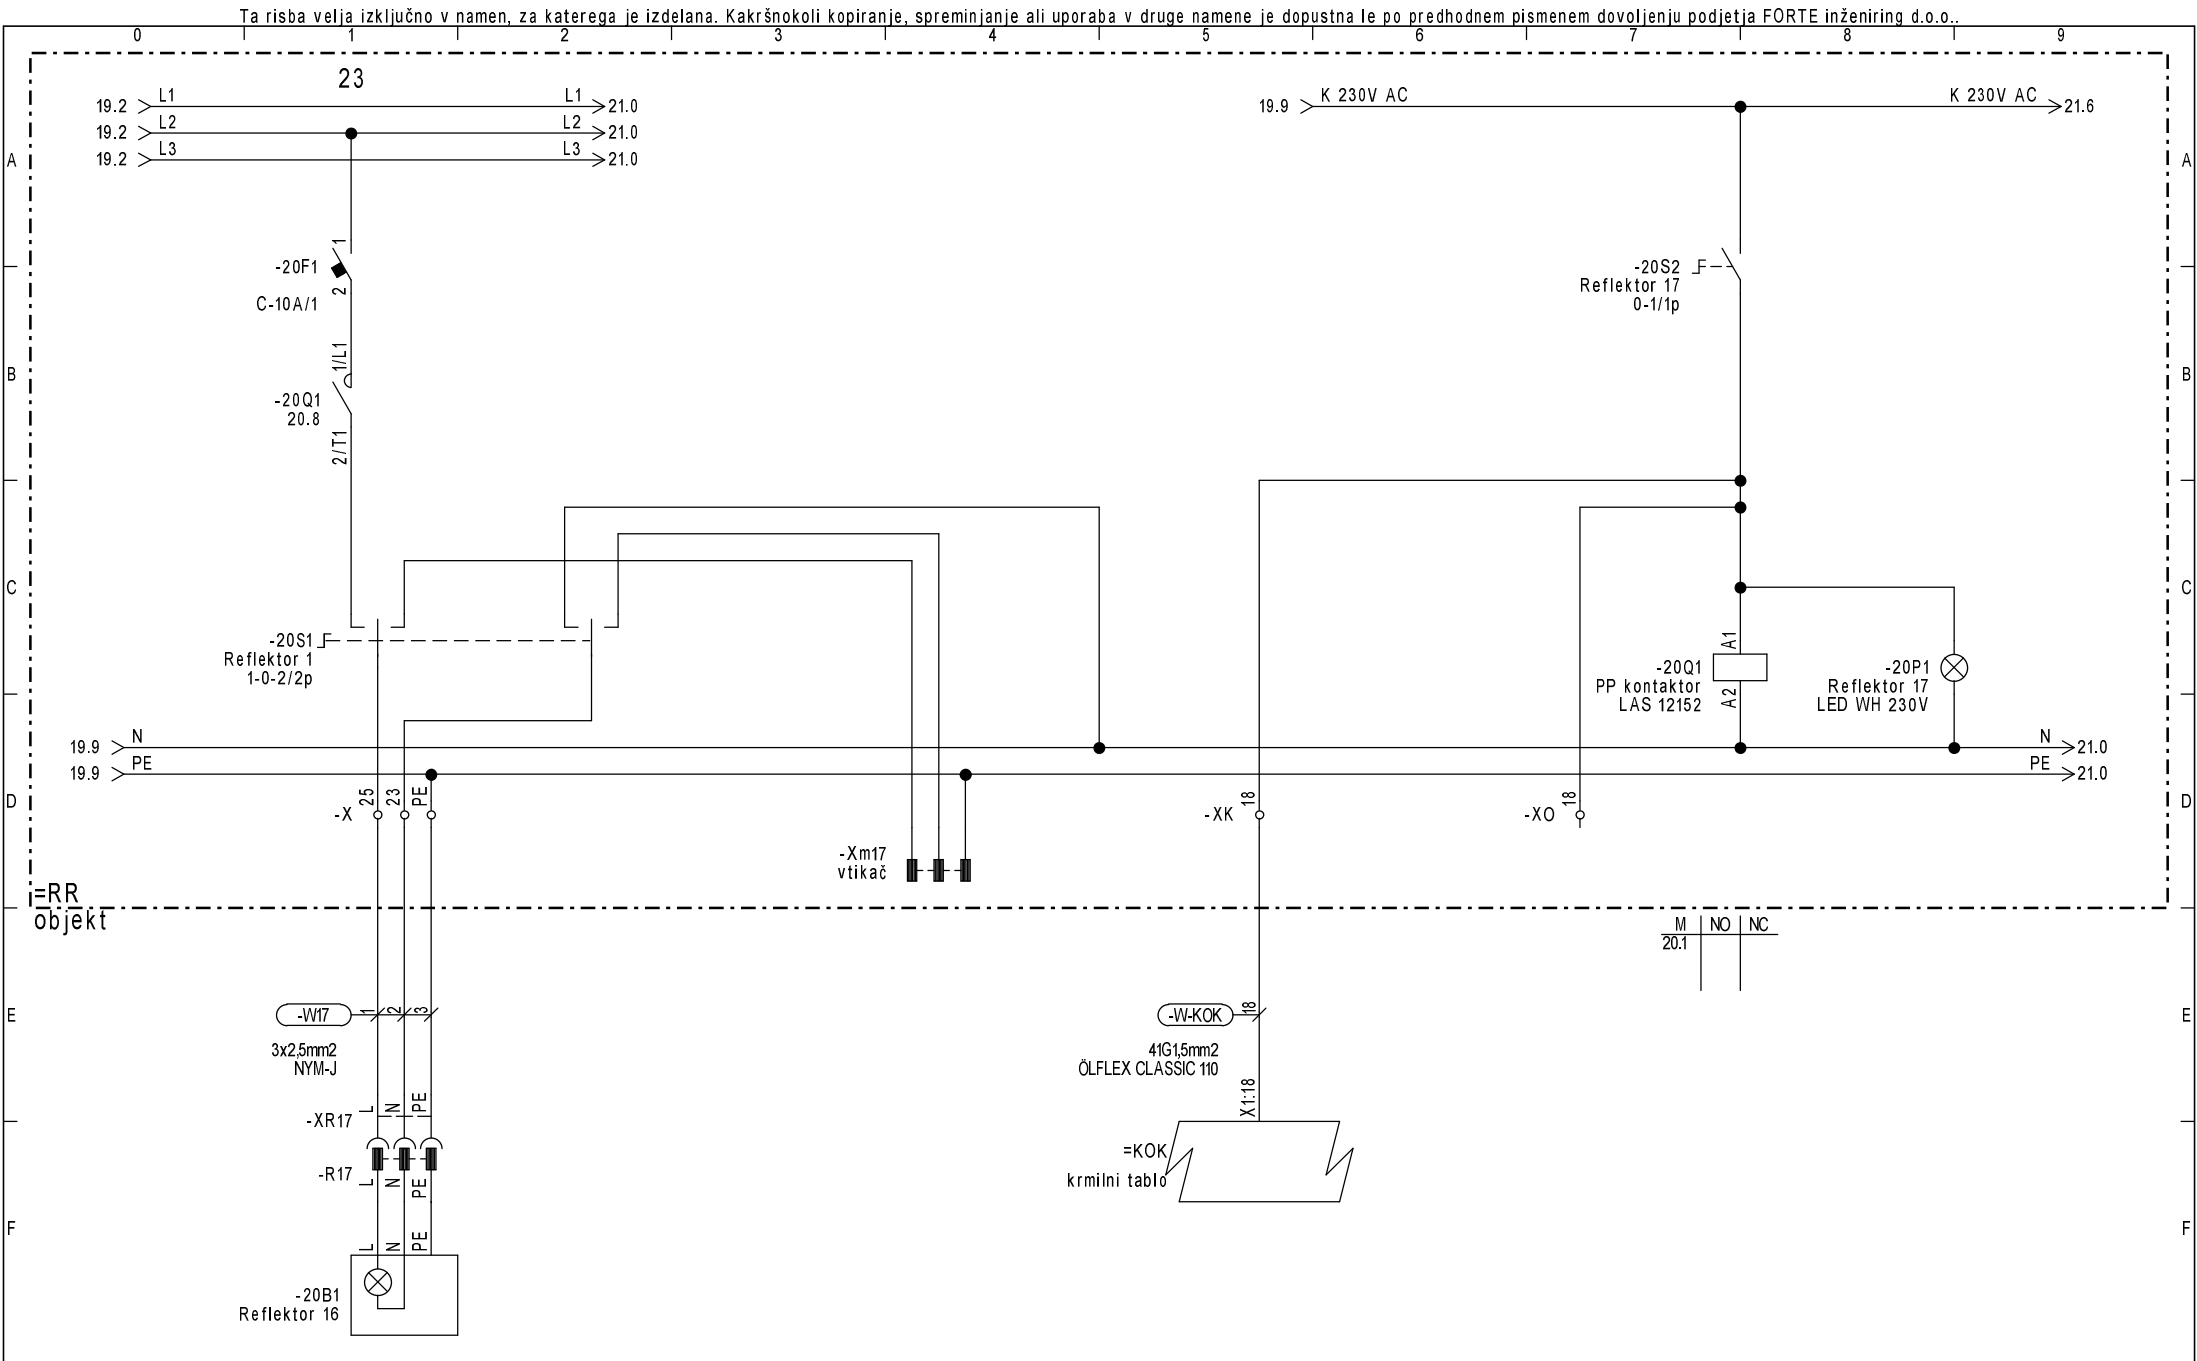 Ta risba velja izključno v namen, za katerega je izdelana. Kakršnokoli kopiranje, spreminjanje ali uporaba v druge namene je dopustna le po predhodnem pismenem dovoljenju podjetja FORTE inženiring d.o.o..
0 1 2 3 4 5 6 7 8 9
23
19.2 L1 L1 21.0
19.9 K 230V AC K 230V AC 21.6
19.2 L2 L2 21.0
19.2 L3 L3 21.0
A A
1
-20F1
2
C-10A/1
-20S2
Reflektor 17
0-1/1p
1/L1
B B
-20Q1
20.8
2/T1
C C
-20S1
Reflektor 1
1-0-2/2p
A1
-20Q1
PP kontaktor
LAS 12152
A2
-20P1
Reflektor 17
LED WH 230V
19.9 N N 21.0
19.9 PE PE 21.0
D D
-X 25 23 PE
-XK 18
-XO 18
-Xm17
vtikač
=RR
objekt
M NO NC
20.1
E E
-W17 1 2 3
3x2,5mm2
NYM-J
-W-KOK 18
41G1,5mm2
ÖLFLEX CLASSIC 110
X1:18
-XR17 L N PE
-R17 L N PE
=KOK
krmilni tablo
F F
L N PE
-20B1
Reflektor 16